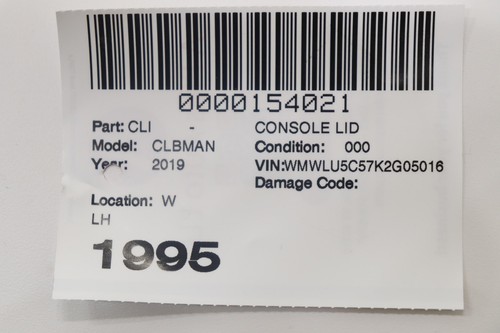 0000154021
Part: CLI - CONSOLE LID
Model: CLBMAN Condition: 000
Year: 2019 VIN:WMWLU5C57K2G05016
Damage Code:
Location: W
LH
1995